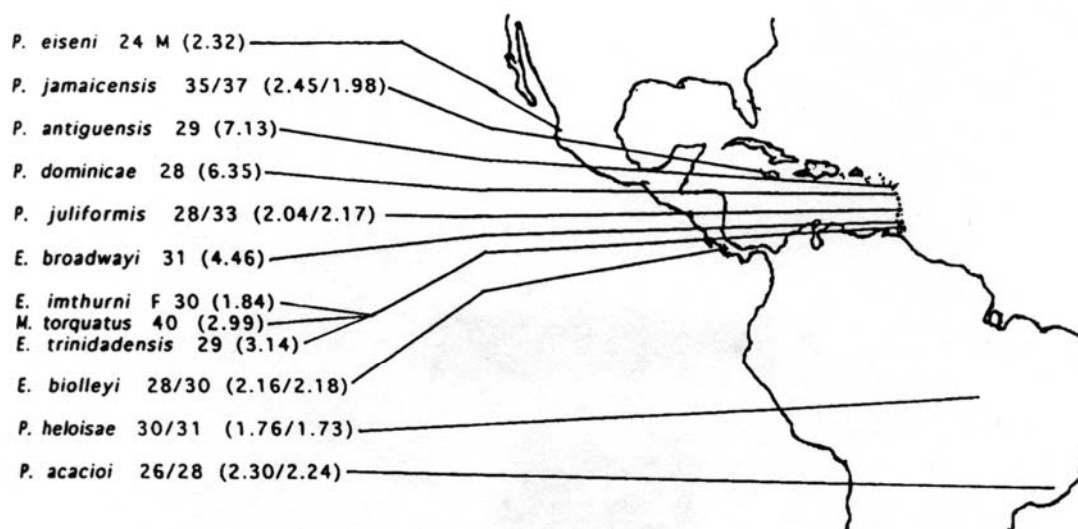 P. eiseni 24 M (2.32)
P. jamaicensis 35/37 (2.45/1.98)
P. antiguensis 29 (7.13)
P. dominicae 28 (6.35)
P. juliformis 28/33 (2.04/2.17)
E. broadwayi 31 (4.46)
E. imthurni F 30 (1.84)
M. torquatus 40 (2.99)
E. trinidadensis 29 (3.14)
E. biolleyi 28/30 (2.16/2.18)
P. heloisae 30/31 (1.76/1.73)
P. acacioi 26/28 (2.30/2.24)